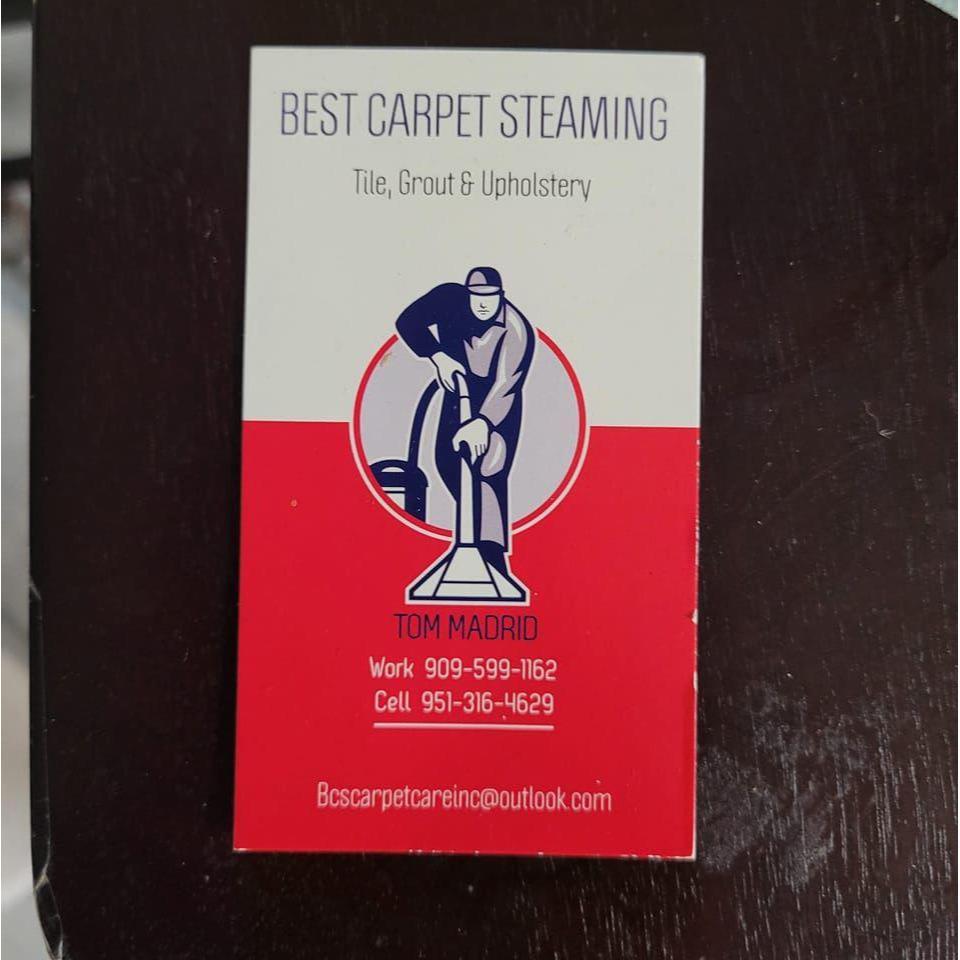 BEST CARPET STEAMING
Tile, Grout & Upholstery
TOM MADRID
Work 909-599-1162
Cell 951-316-4629
Bcscarpetcareinc@outlook.com